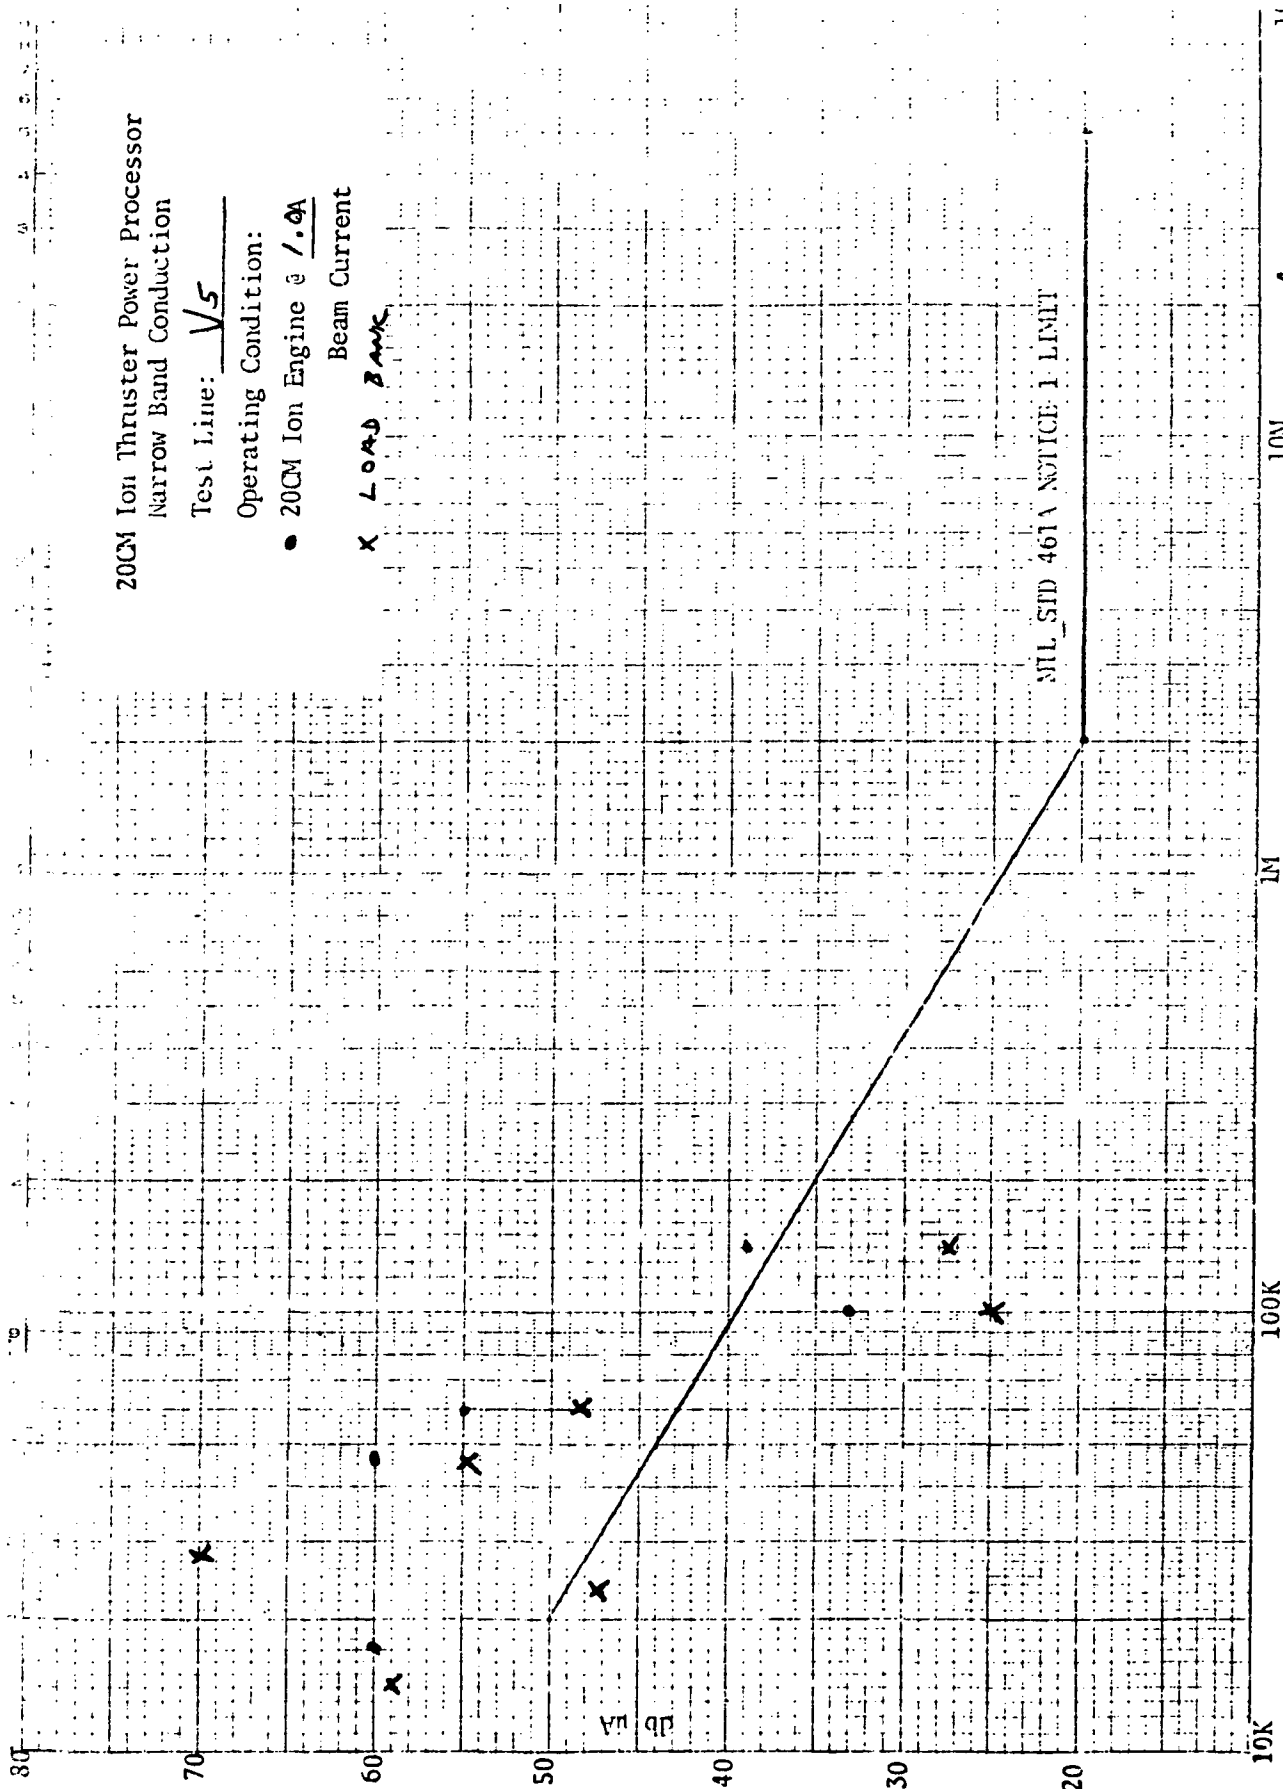 20CM Ion Thruster Power Processor
Narrow Band Conduction
Test Line: V5
Operating Condition:
● 20CM Ion Engine @ 1.0A
Beam Current
X LOAD BANK
MIL STD 461A NOTICE 1 LIMIT
80
70
60
50
40
30
20
db uA
10K
100K
1M
10M